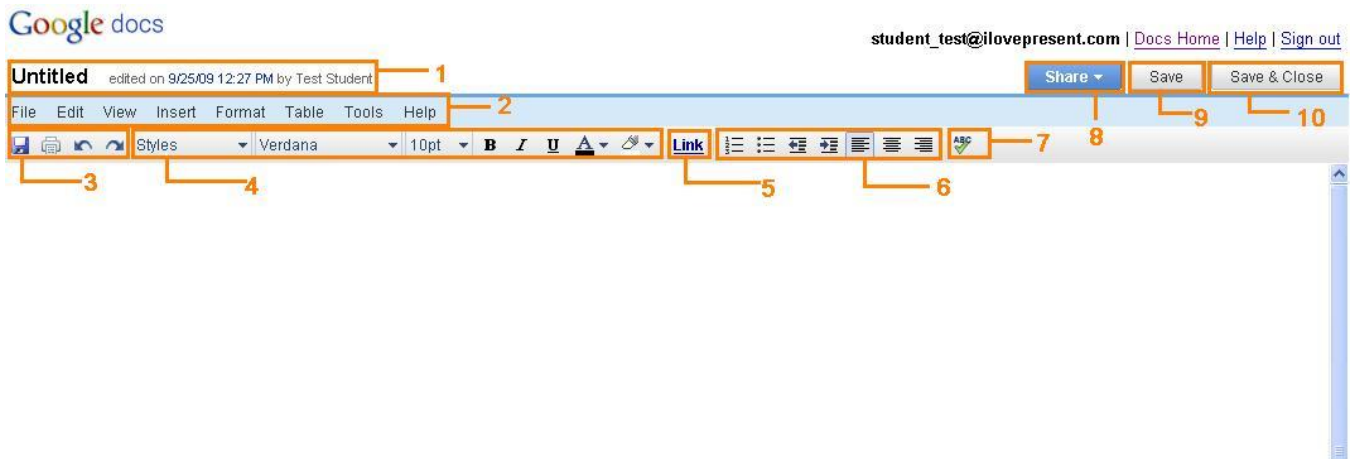 Google docs
student_test@ilovepresent.com | Docs Home | Help | Sign out
Untitled edited on 9/25/09 12:27 PM by Test Student 1 Share Save Save & Close
File Edit View Insert Format Table Tools Help 2 8 9 10
Styles Verdana 10pt B I U A Link ABC 7
3 4 5 6